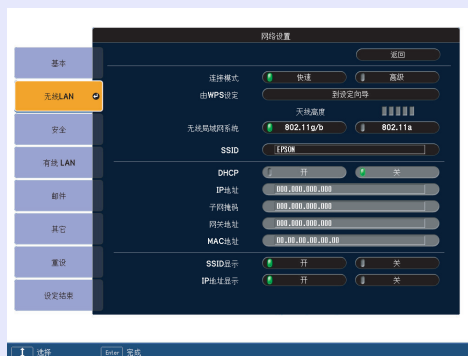 网络设置
返回
基本
无线LAN
安全
有线 LAN
邮件
其它
重设
设定结束
连接模式 快速 高级
由WPS设定 到设定向导
天线高度
无线局域网系统 802.11g/b 802.11a
SSID EPSON
DHCP 开 关
IP地址 000.000.000.000
子网掩码 000.000.000.000
网关地址 000.000.000.000
MAC地址 00.00.00.00.00.00
SSID显示 开 关
IP地址显示 开 关
选择 Enter 完成